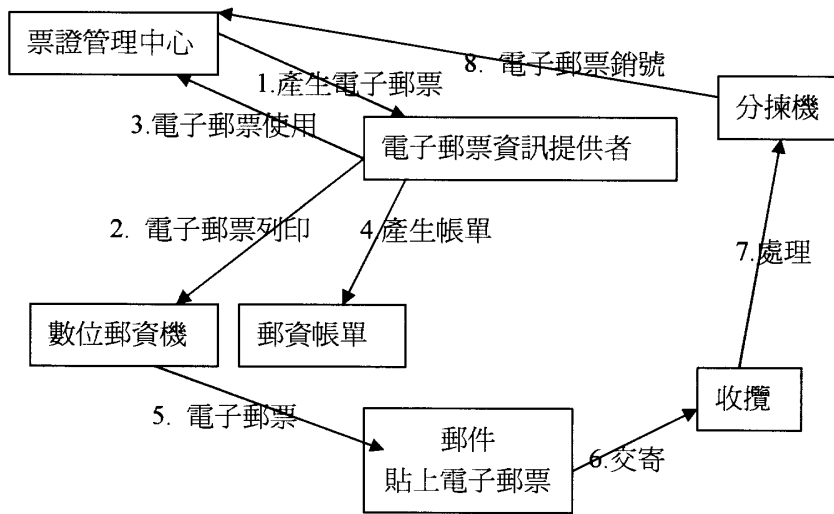 票證管理中心
8. 電子郵票銷號
1.產生電子郵票
分揀機
3.電子郵票使用
電子郵票資訊提供者
2. 電子郵票列印
4.產生帳單
7.處理
數位郵資機
郵資帳單
收攬
5. 電子郵票
郵件
貼上電子郵票
6.交寄